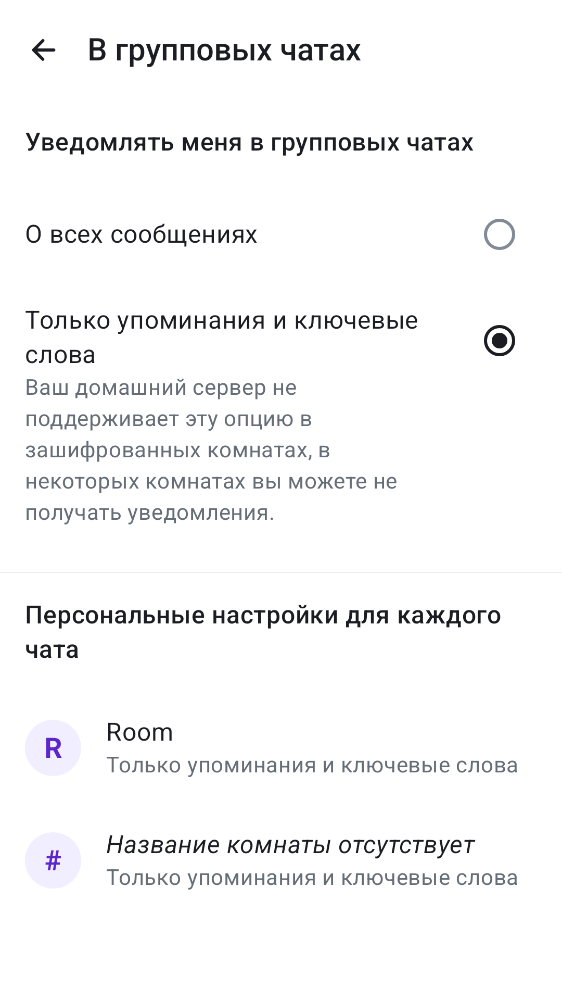 В групповых чатах
Уведомлять меня в групповых чатах
О всех сообщениях
Только упоминания и ключевые
слова
Ваш домашний сервер не
поддерживает эту опцию в
зашифрованных комнатах, в
некоторых комнатах вы можете не
получать уведомления.
Персональные настройки для каждого
чата
R
Room
Только упоминания и ключевые слова
#
Название комнаты отсутствует
Только упоминания и ключевые слова